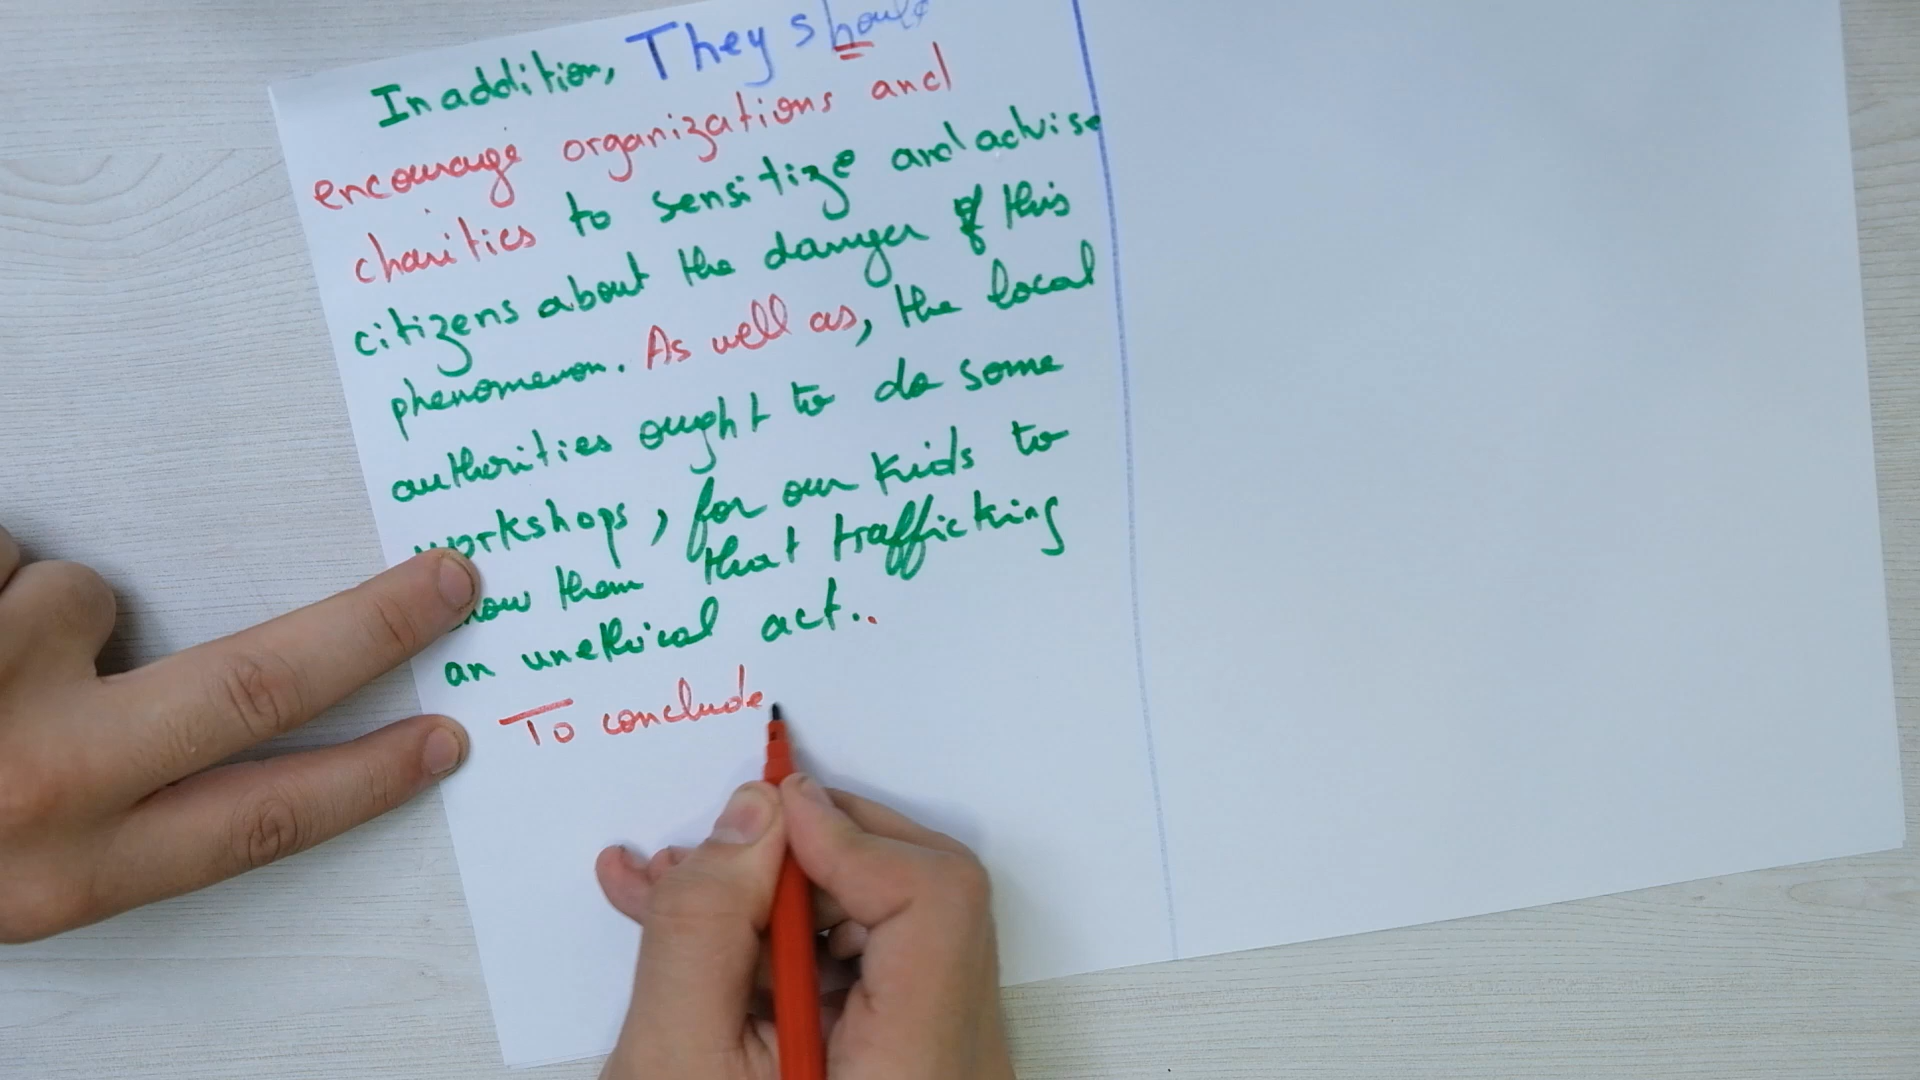 In addition, They should
encourage organizations and
charities to sensitize and advise
citizens about the danger of this
phenomenon. As well as, the local
authorities ought to do some
workshops, for our kids to
them that trafficking
an unethical act..
To conclude